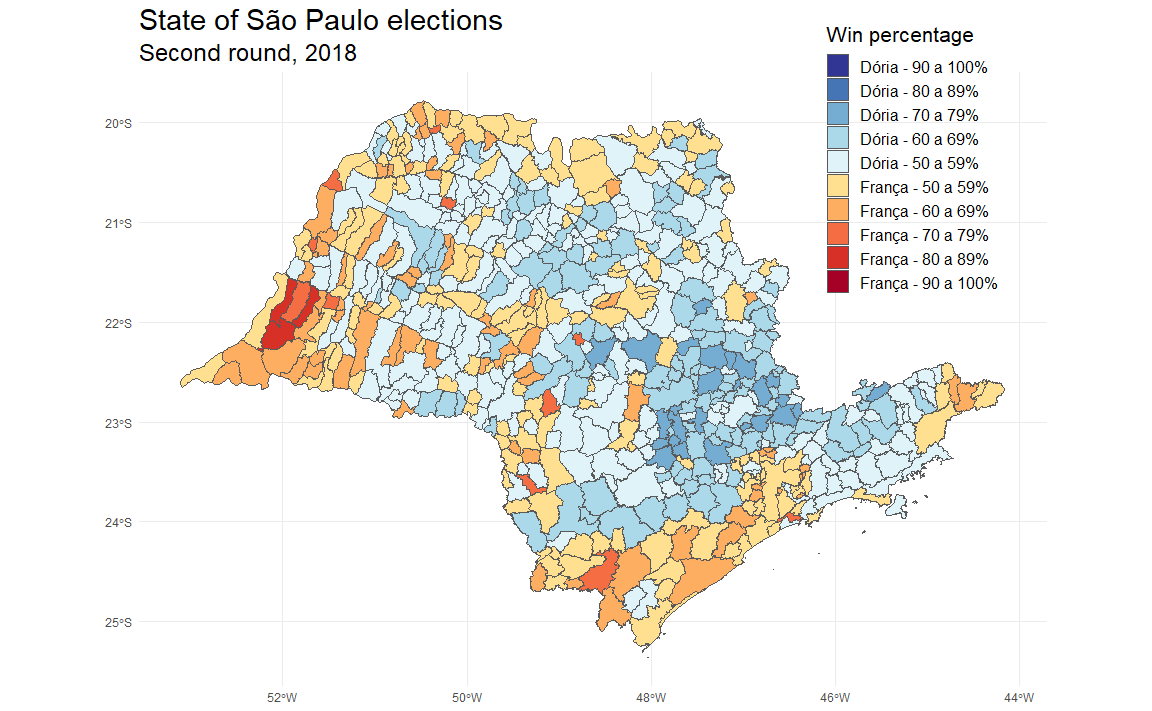 State of São Paulo elections
Second round, 2018
Win percentage
Dória - 90 a 100%
Dória - 80 a 89%
Dória - 70 a 79%
Dória - 60 a 69%
Dória - 50 a 59%
França - 50 a 59%
França - 60 a 69%
França - 70 a 79%
França - 80 a 89%
França - 90 a 100%
20°S
21°S
22°S
23°S
24°S
25°S
52°W
50°W
48°W
46°W
44°W